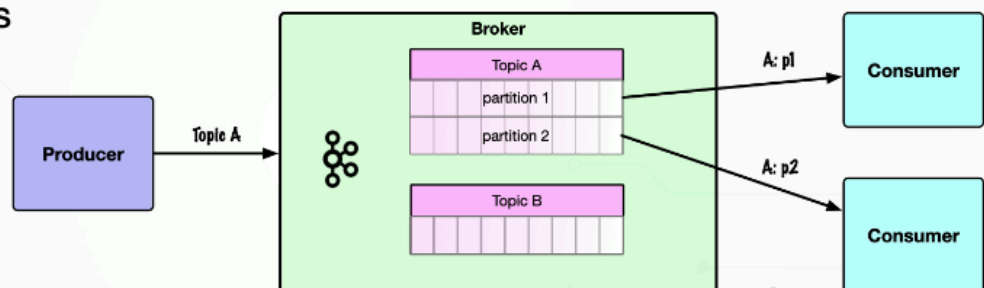 s
Broker
Topic A
partition 1
partition 2
Topic B
Producer
Topic A
A: p1
A: p2
Consumer
Consumer